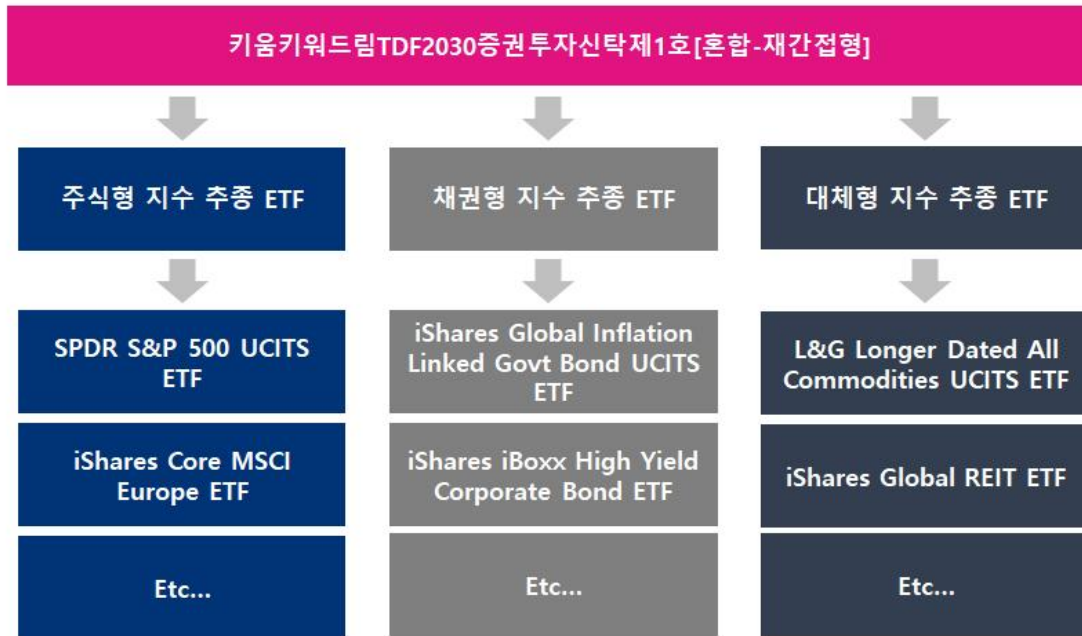 키움키워드림TDF2030증권투자신탁제1호[혼합-재간접형]
주식형 지수 추종 ETF
채권형 지수 추종 ETF
대체형 지수 추종 ETF
SPDR S&P 500 UCITS
ETF
iShares Global Inflation
Linked Govt Bond UCITS
ETF
L&G Longer Dated All
Commodities UCITS ETF
iShares Core MSCI
Europe ETF
iShares iBoxx High Yield
Corporate Bond ETF
iShares Global REIT ETF
Etc...
Etc...
Etc...